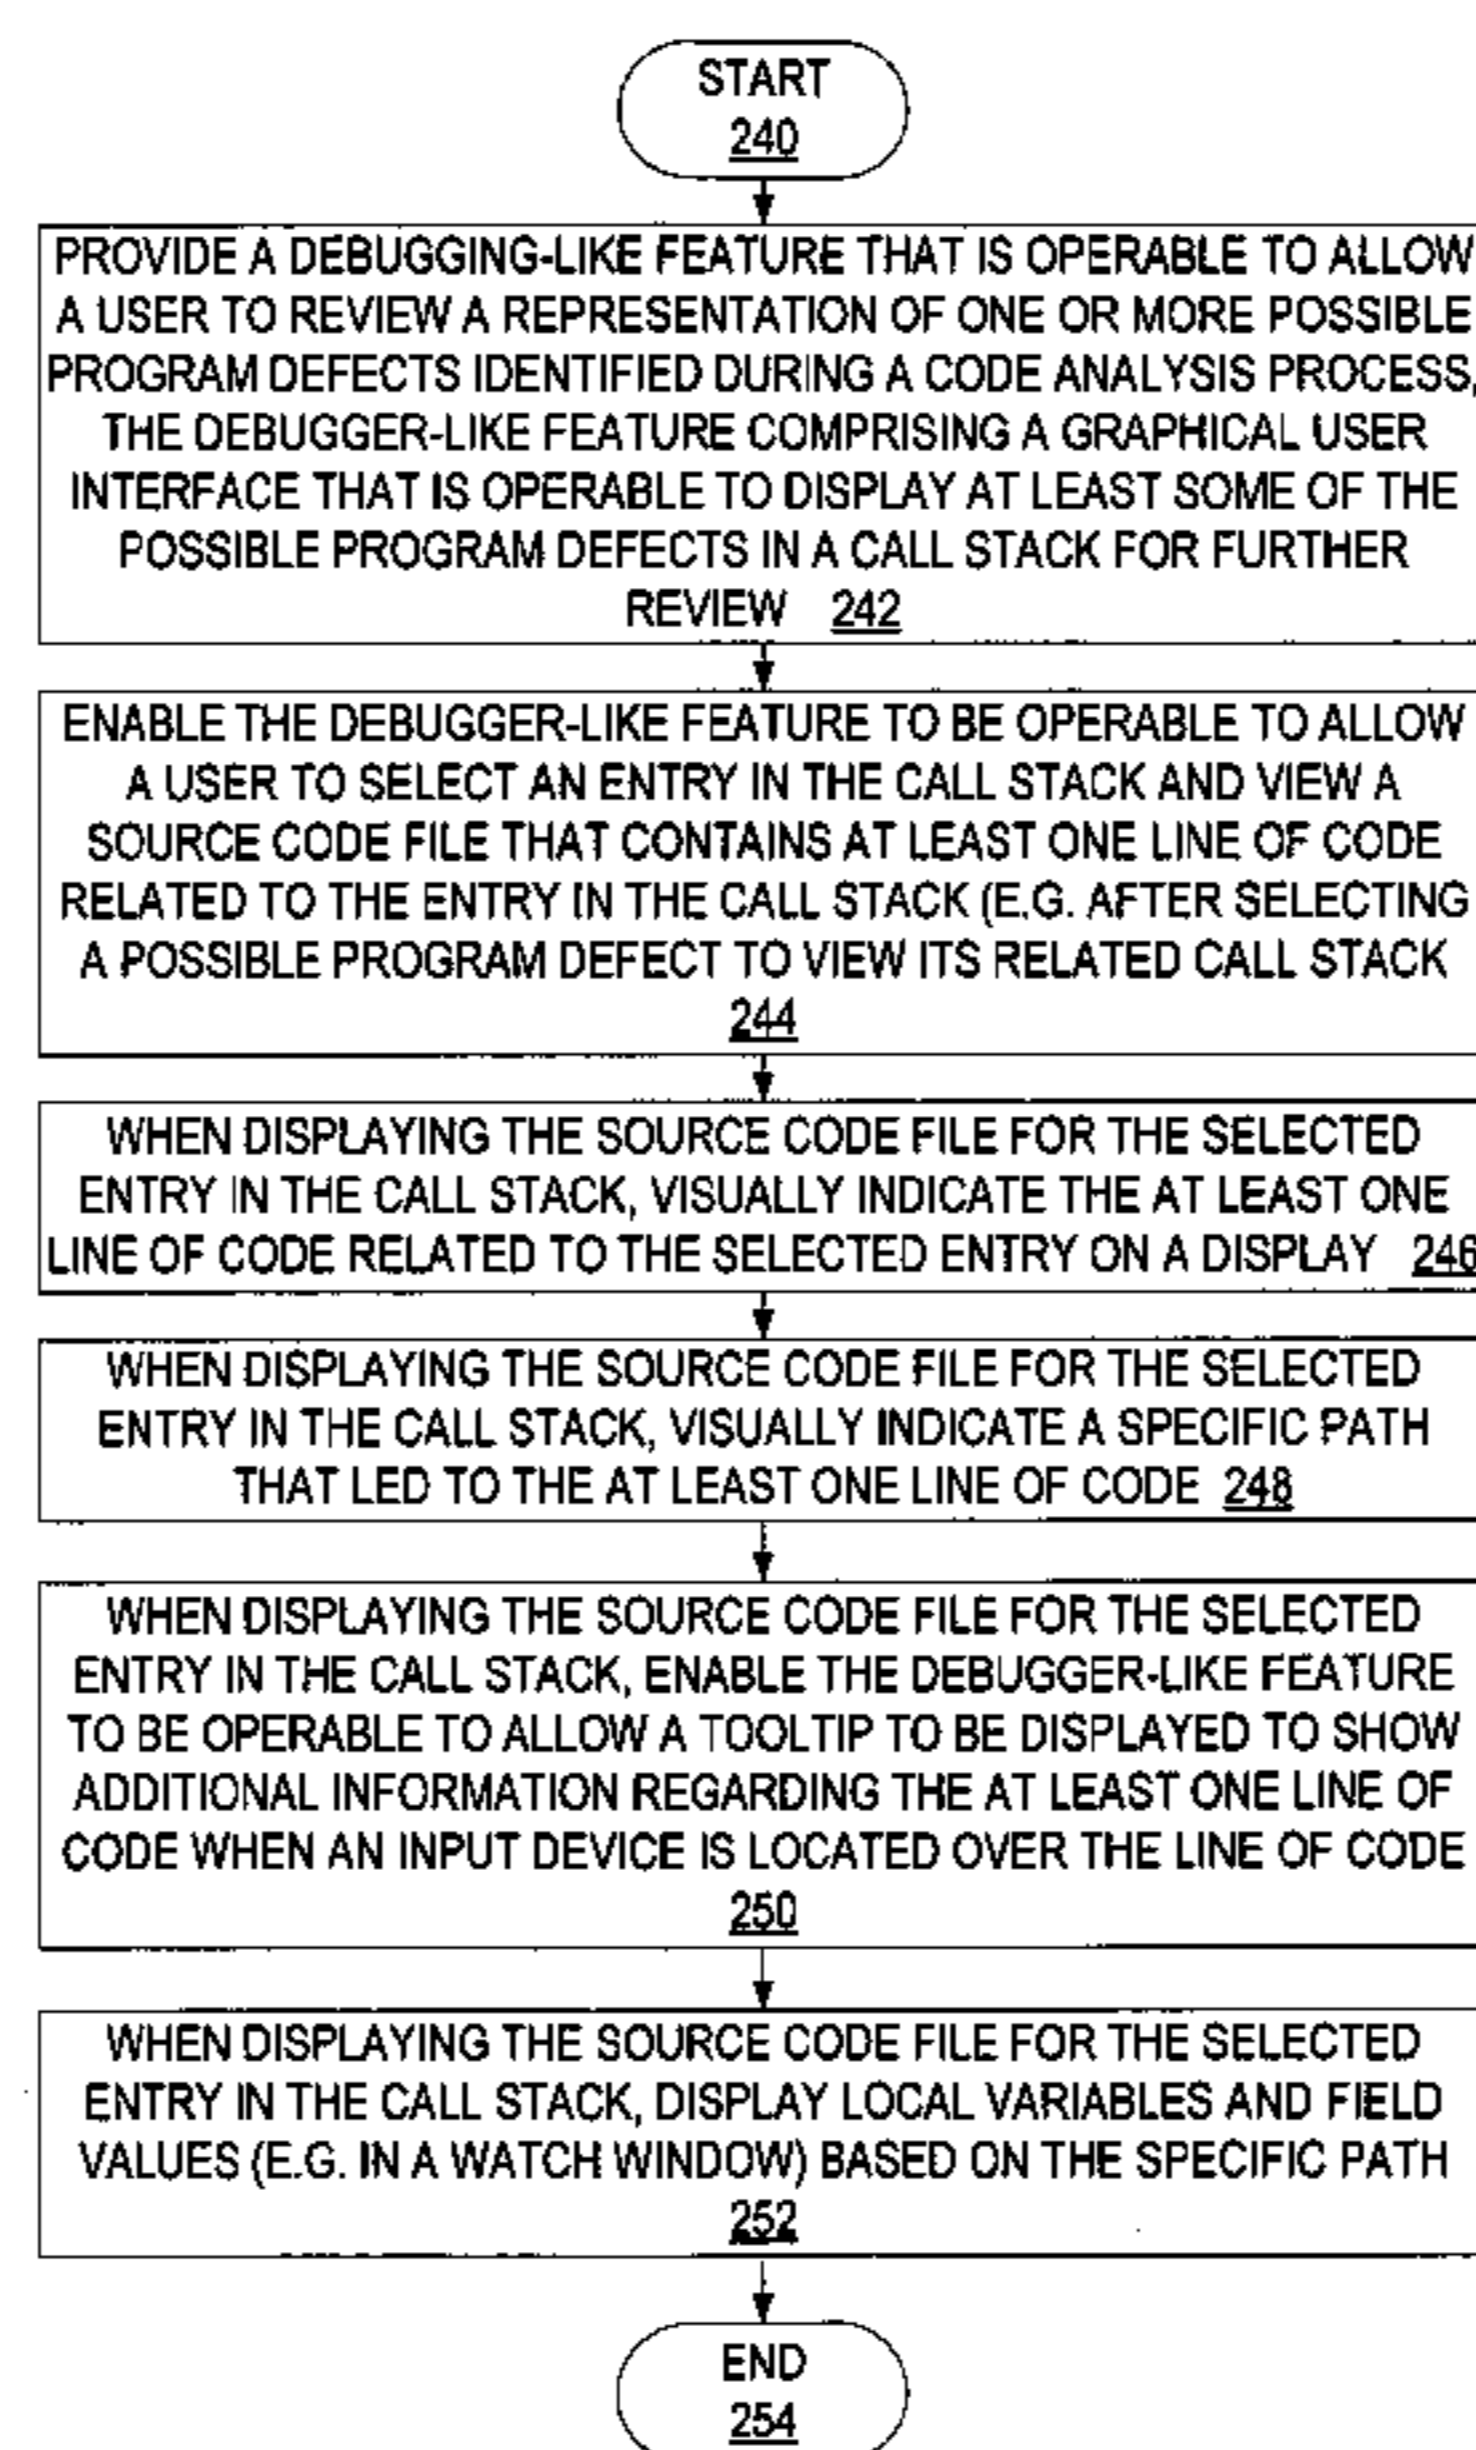 START
240
PROVIDE A DEBUGGING-LIKE FEATURE THAT IS OPERABLE TO ALLOW
A USER TO REVIEW A REPRESENTATION OF ONE OR MORE POSSIBLE
PROGRAM DEFECTS IDENTIFIED DURING A CODE ANALYSIS PROCESS,
THE DEBUGGER-LIKE FEATURE COMPRISING A GRAPHICAL USER
INTERFACE THAT IS OPERABLE TO DISPLAY AT LEAST SOME OF THE
POSSIBLE PROGRAM DEFECTS IN A CALL STACK FOR FURTHER
REVIEW 242
ENABLE THE DEBUGGER-LIKE FEATURE TO BE OPERABLE TO ALLOW
A USER TO SELECT AN ENTRY IN THE CALL STACK AND VIEW A
SOURCE CODE FILE THAT CONTAINS AT LEAST ONE LINE OF CODE
RELATED TO THE ENTRY IN THE CALL STACK (E.G. AFTER SELECTING
A POSSIBLE PROGRAM DEFECT TO VIEW ITS RELATED CALL STACK
244
WHEN DISPLAYING THE SOURCE CODE FILE FOR THE SELECTED
ENTRY IN THE CALL STACK, VISUALLY INDICATE THE AT LEAST ONE
LINE OF CODE RELATED TO THE SELECTED ENTRY ON A DISPLAY 246
WHEN DISPLAYING THE SOURCE CODE FILE FOR THE SELECTED
ENTRY IN THE CALL STACK, VISUALLY INDICATE A SPECIFIC PATH
THAT LED TO THE AT LEAST ONE LINE OF CODE 248
WHEN DISPLAYING THE SOURCE CODE FILE FOR THE SELECTED
ENTRY IN THE CALL STACK, ENABLE THE DEBUGGER-LIKE FEATURE
TO BE OPERABLE TO ALLOW A TOOLTIP TO BE DISPLAYED TO SHOW
ADDITIONAL INFORMATION REGARDING THE AT LEAST ONE LINE OF
CODE WHEN AN INPUT DEVICE IS LOCATED OVER THE LINE OF CODE
250
WHEN DISPLAYING THE SOURCE CODE FILE FOR THE SELECTED
ENTRY IN THE CALL STACK, DISPLAY LOCAL VARIABLES AND FIELD
VALUES (E.G. IN A WATCH WINDOW) BASED ON THE SPECIFIC PATH
252
END
254